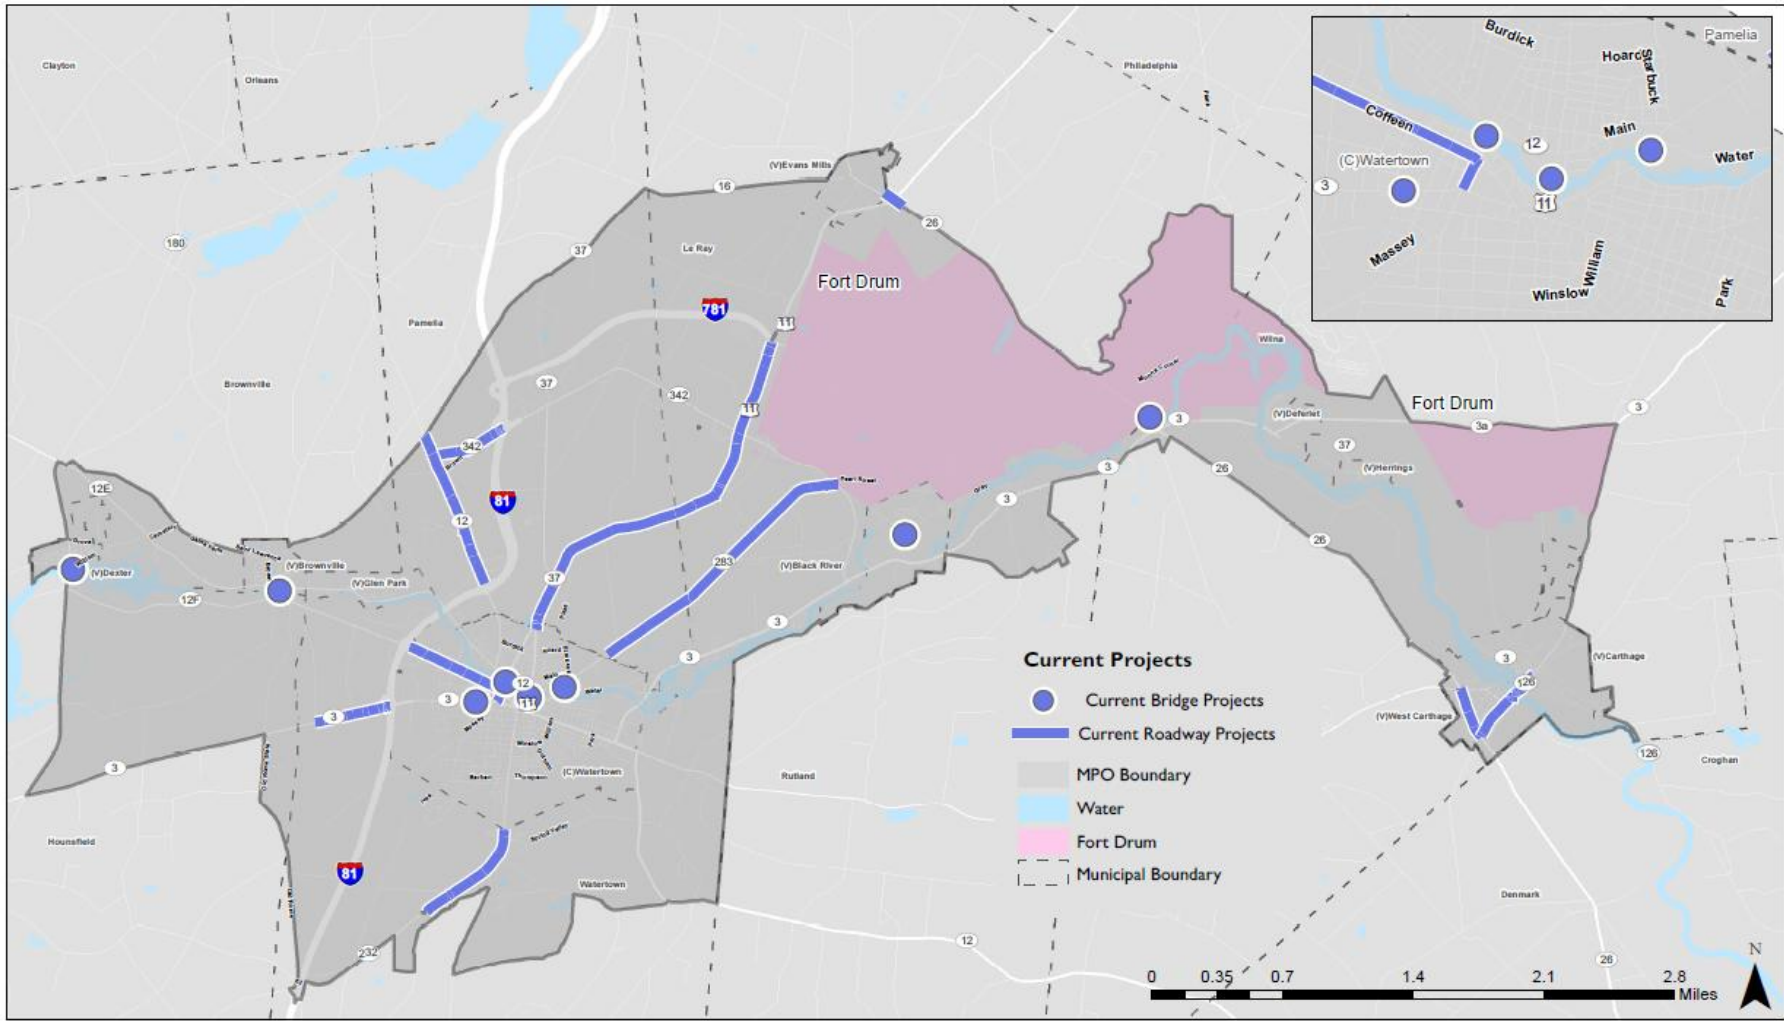 Clayton
Orleans
Philadelphia
Park
(V)Evans Mills
16
26
180
37
Le Ray
Fort Drum
781
11
Pamelia
Wilna
Brownville
37
342
11
(V)Deferiet
Fort Drum
3
3
3a
37
(V)Herrings
342
12
81
3
26
3
26
12E
(V)Dexter
(V)Brownville
(V)Glen Park
12F
37
283
(V)Black River
3
3
3
12
11
3
3
(C)Watertown
Rutland
Hounsfield
81
Watertown
232
12
3
(V)Carthage
126
(V)West Carthage
126
Croghan
Denmark
26
Burdick
Hoard
Starbuck
Pamelia
Coffeen
12
Main
Water
(C)Watertown
3
11
Massey
William
Winslow
Park
Current Projects
Current Bridge Projects
Current Roadway Projects
MPO Boundary
Water
Fort Drum
Municipal Boundary
N
0 0.35 0.7 1.4 2.1 2.8
Miles